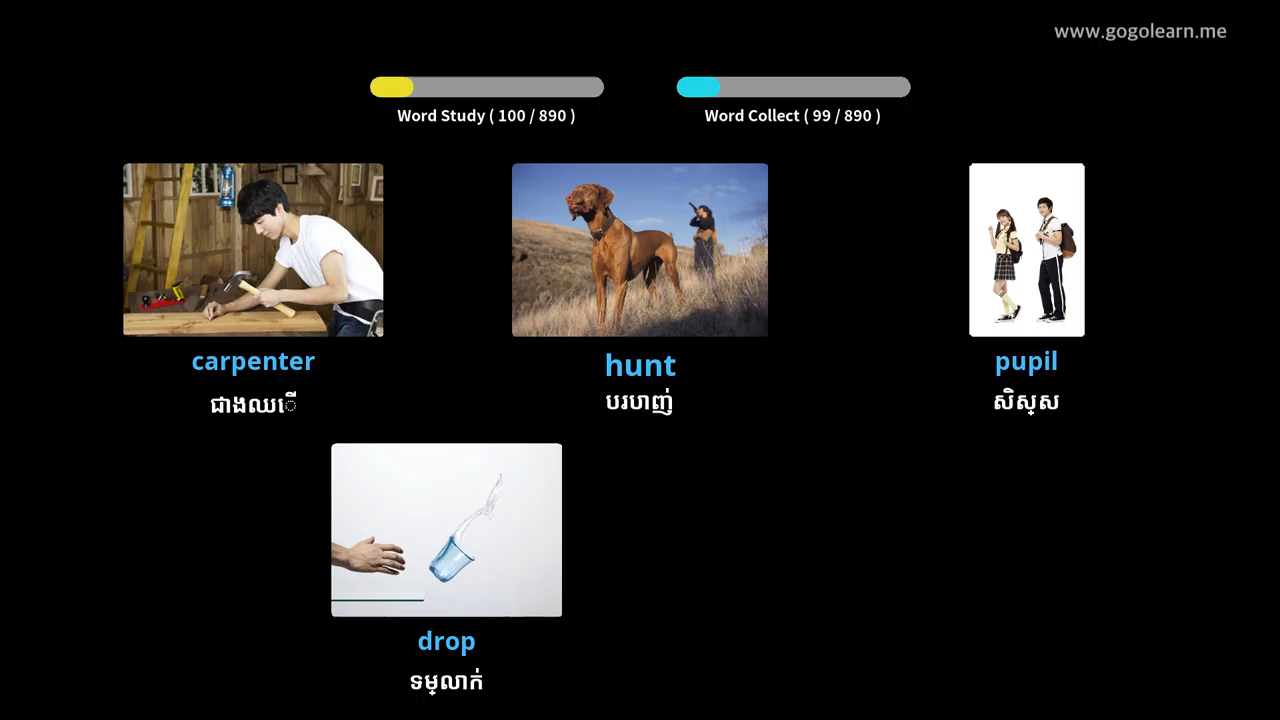 www.gogolearn.me
Word Study ( 100 / 890 )
Word Collect ( 99 / 890 )
carpenter
ជាងឈើ
hunt
បរបាញ់
pupil
សិស្ស
drop
ទម្លាក់